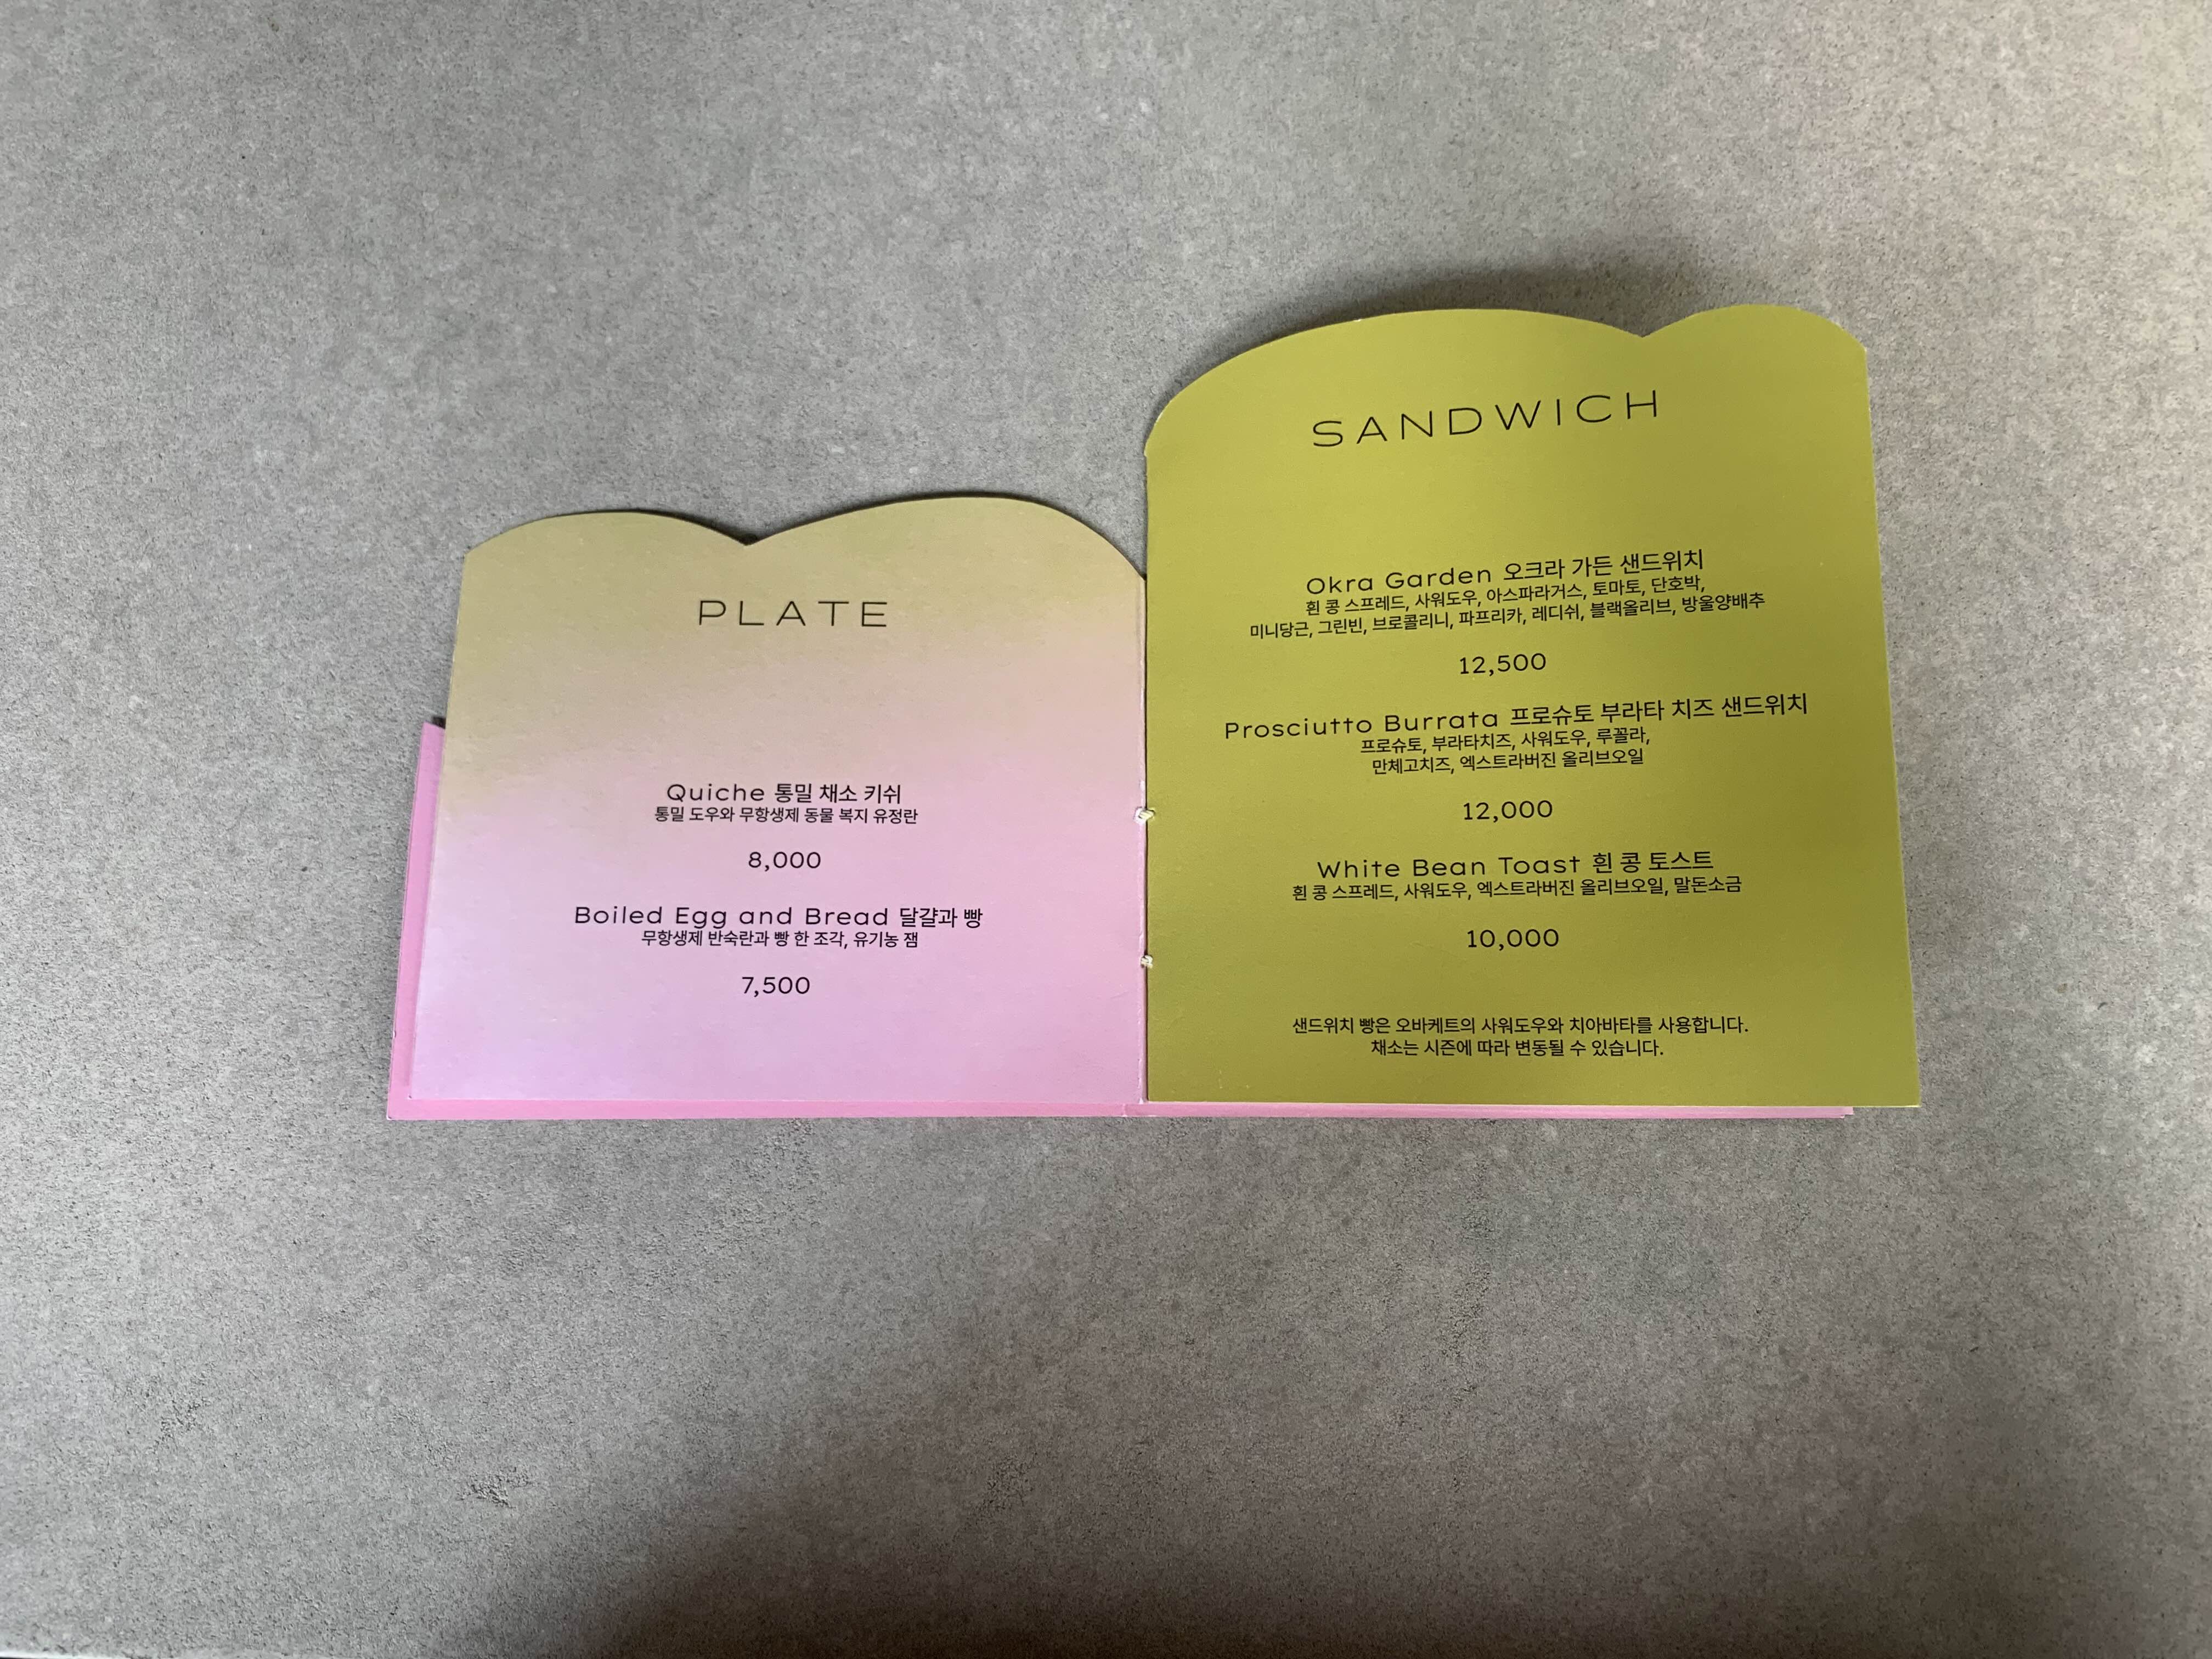 PLATE
Quiche 통밀 채소 키쉬
통밀 도우와 무항생제 동물 복지 유정란
8,000
Boiled Egg and Bread 달걀과 빵
무항생제 반숙란과 빵 한 조각, 유기농 잼
7,500
SANDWICH
Okra Garden 오크라 가든 샌드위치
흰 콩 스프레드, 사워도우, 아스파라거스, 토마토, 단호박,
미니당근, 그린빈, 브로콜리니, 파프리카, 레디쉬, 블랙올리브, 방울양배추
12,500
Prosciutto Burrata 프로슈토 부라타 치즈 샌드위치
프로슈토, 부라타치즈, 사워도우, 루꼴라,
만체고치즈, 엑스트라버진 올리브오일
12,000
White Bean Toast 흰 콩 토스트
흰 콩 스프레드, 사워도우, 엑스트라버진 올리브오일, 말돈소금
10,000
샌드위치 빵은 오바케트의 사워도우와 치아바타를 사용합니다.
채소는 시즌에 따라 변동될 수 있습니다.